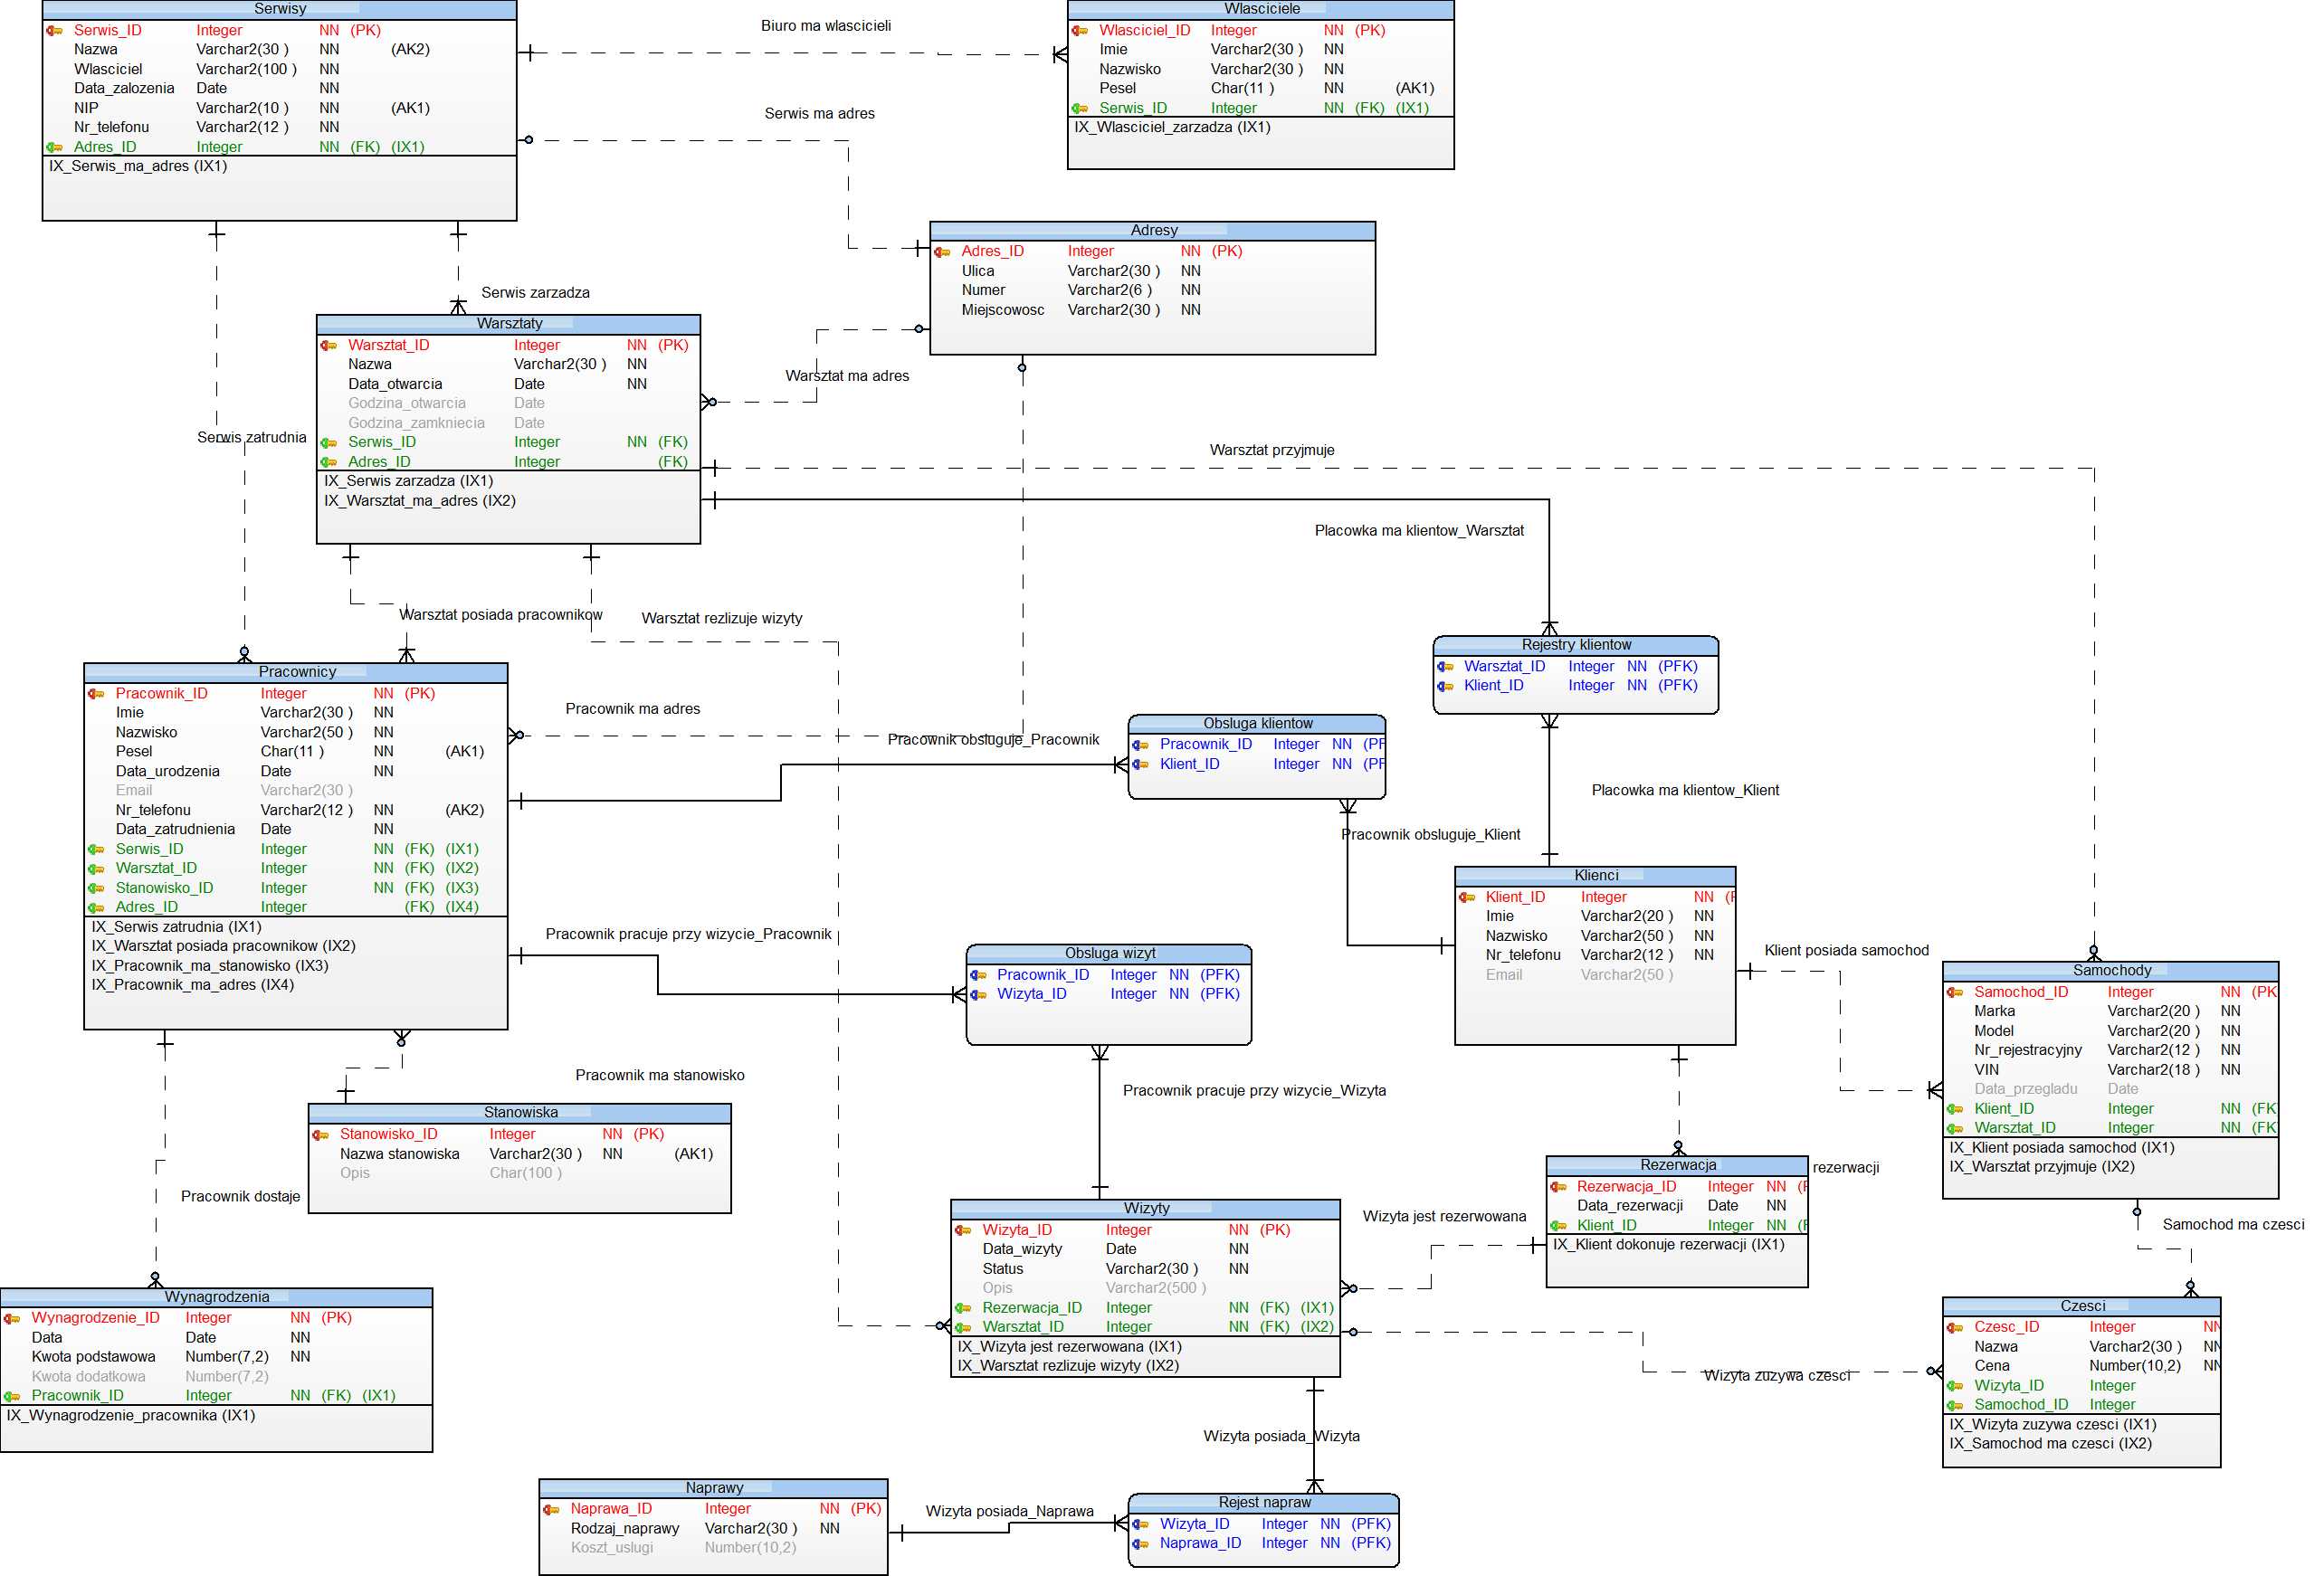 Serwisy
Serwis_ID Integer NN (PK)
Nazwa Varchar2(30 ) NN (AK2)
Wlasciciel Varchar2(100 ) NN
Data_zalozenia Date NN
NIP Varchar2(10 ) NN (AK1)
Nr_telefonu Varchar2(12 ) NN
Adres_ID Integer NN (FK) (IX1)
IX_Serwis_ma_adres (IX1)
Biuro ma wlascicieli
Wlasciciele
Wlasciciel_ID Integer NN (PK)
Imie Varchar2(30 ) NN
Nazwisko Varchar2(30 ) NN
Pesel Char(11 ) NN (AK1)
Serwis_ID Integer NN (FK) (IX1)
IX_Wlasciciel_zarzadza (IX1)
Serwis ma adres
Adresy
Adres_ID Integer NN (PK)
Ulica Varchar2(30 ) NN
Numer Varchar2(6 ) NN
Miejscowosc Varchar2(30 ) NN
Serwis zarzadza
Warsztaty
Warsztat_ID Integer NN (PK)
Nazwa Varchar2(30 ) NN
Data_otwarcia Date NN
Godzina_otwarcia Date
Godzina_zamkniecia Date
Serwis_ID Integer NN (FK)
Adres_ID Integer (FK)
IX_Serwis zarzadza (IX1)
IX_Warsztat_ma_adres (IX2)
Warsztat ma adres
Serwis zatrudnia
Warsztat przyjmuje
Placowka ma klientow_Warsztat
Warsztat posiada pracownikow
Warsztat rezlizuje wizyty
Rejestry klientow
Warsztat_ID Integer NN (PFK)
Klient_ID Integer NN (PFK)
Pracownicy
Pracownik_ID Integer NN (PK)
Imie Varchar2(30 ) NN
Nazwisko Varchar2(50 ) NN
Pesel Char(11 ) NN (AK1)
Data_urodzenia Date NN
Email Varchar2(30 )
Nr_telefonu Varchar2(12 ) NN (AK2)
Data_zatrudnienia Date NN
Serwis_ID Integer NN (FK) (IX1)
Warsztat_ID Integer NN (FK) (IX2)
Stanowisko_ID Integer NN (FK) (IX3)
Adres_ID Integer (FK) (IX4)
IX_Serwis zatrudnia (IX1)
IX_Warsztat posiada pracownikow (IX2)
IX_Pracownik_ma_stanowisko (IX3)
IX_Pracownik_ma_adres (IX4)
Pracownik ma adres
Pracownik obsluguje_Pracownik
Obsluga klientow
Pracownik_ID Integer NN (PF
Klient_ID Integer NN (PF
Placowka ma klientow_Klient
Pracownik obsluguje_Klient
Klienci
Klient_ID Integer NN (P
Imie Varchar2(20 ) NN
Nazwisko Varchar2(50 ) NN
Nr_telefonu Varchar2(12 ) NN
Email Varchar2(50 )
Pracownik pracuje przy wizycie_Pracownik
Obsluga wizyt
Pracownik_ID Integer NN (PFK)
Wizyta_ID Integer NN (PFK)
Klient posiada samochod
Samochody
Samochod_ID Integer NN (PK
Marka Varchar2(20 ) NN
Model Varchar2(20 ) NN
Nr_rejestracyjny Varchar2(12 ) NN
VIN Varchar2(18 ) NN
Data_przegladu Date
Klient_ID Integer NN (FK
Warsztat_ID Integer NN (FK
IX_Klient posiada samochod (IX1)
IX_Warsztat przyjmuje (IX2)
Pracownik ma stanowisko
Pracownik pracuje przy wizycie_Wizyta
Stanowiska
Stanowisko_ID Integer NN (PK)
Nazwa stanowiska Varchar2(30 ) NN (AK1)
Opis Char(100 )
Pracownik dostaje
Rezerwacja
Rezerwacja_ID Integer NN (P
Data_rezerwacji Date NN
Klient_ID Integer NN (F
IX_Klient dokonuje rezerwacji (IX1)
rezerwacji
Wizyty
Wizyta_ID Integer NN (PK)
Data_wizyty Date NN
Status Varchar2(30 ) NN
Opis Varchar2(500 )
Rezerwacja_ID Integer NN (FK) (IX1)
Warsztat_ID Integer NN (FK) (IX2)
IX_Wizyta jest rezerwowana (IX1)
IX_Warsztat rezlizuje wizyty (IX2)
Wizyta jest rezerwowana
Samochod ma czesci
Wynagrodzenia
Wynagrodzenie_ID Integer NN (PK)
Data Date NN
Kwota podstawowa Number(7,2) NN
Kwota dodatkowa Number(7,2)
Pracownik_ID Integer NN (FK) (IX1)
IX_Wynagrodzenie_pracownika (IX1)
Czesci
Czesc_ID Integer NN
Nazwa Varchar2(30 ) NN
Cena Number(10,2) NN
Wizyta_ID Integer
Samochod_ID Integer
IX_Wizyta zuzywa czesci (IX1)
IX_Samochod ma czesci (IX2)
Wizyta zuzywa czesci
Wizyta posiada_Wizyta
Naprawy
Naprawa_ID Integer NN (PK)
Rodzaj_naprawy Varchar2(30 ) NN
Koszt_uslugi Number(10,2)
Wizyta posiada_Naprawa
Rejest napraw
Wizyta_ID Integer NN (PFK)
Naprawa_ID Integer NN (PFK)